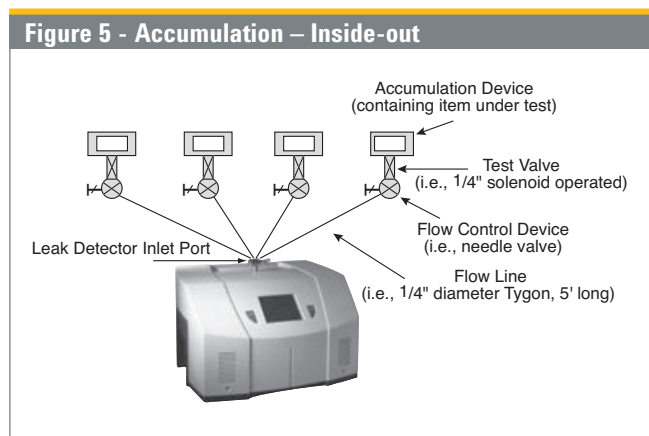 Figure 5 - Accumulation – Inside-out
Accumulation Device
(containing item under test)
Test Valve
(i.e., 1/4" solenoid operated)
Flow Control Device
(i.e., needle valve)
Leak Detector Inlet Port
Flow Line
(i.e., 1/4" diameter Tygon, 5' long)